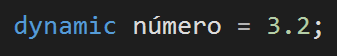 dynamic número = 3.2;